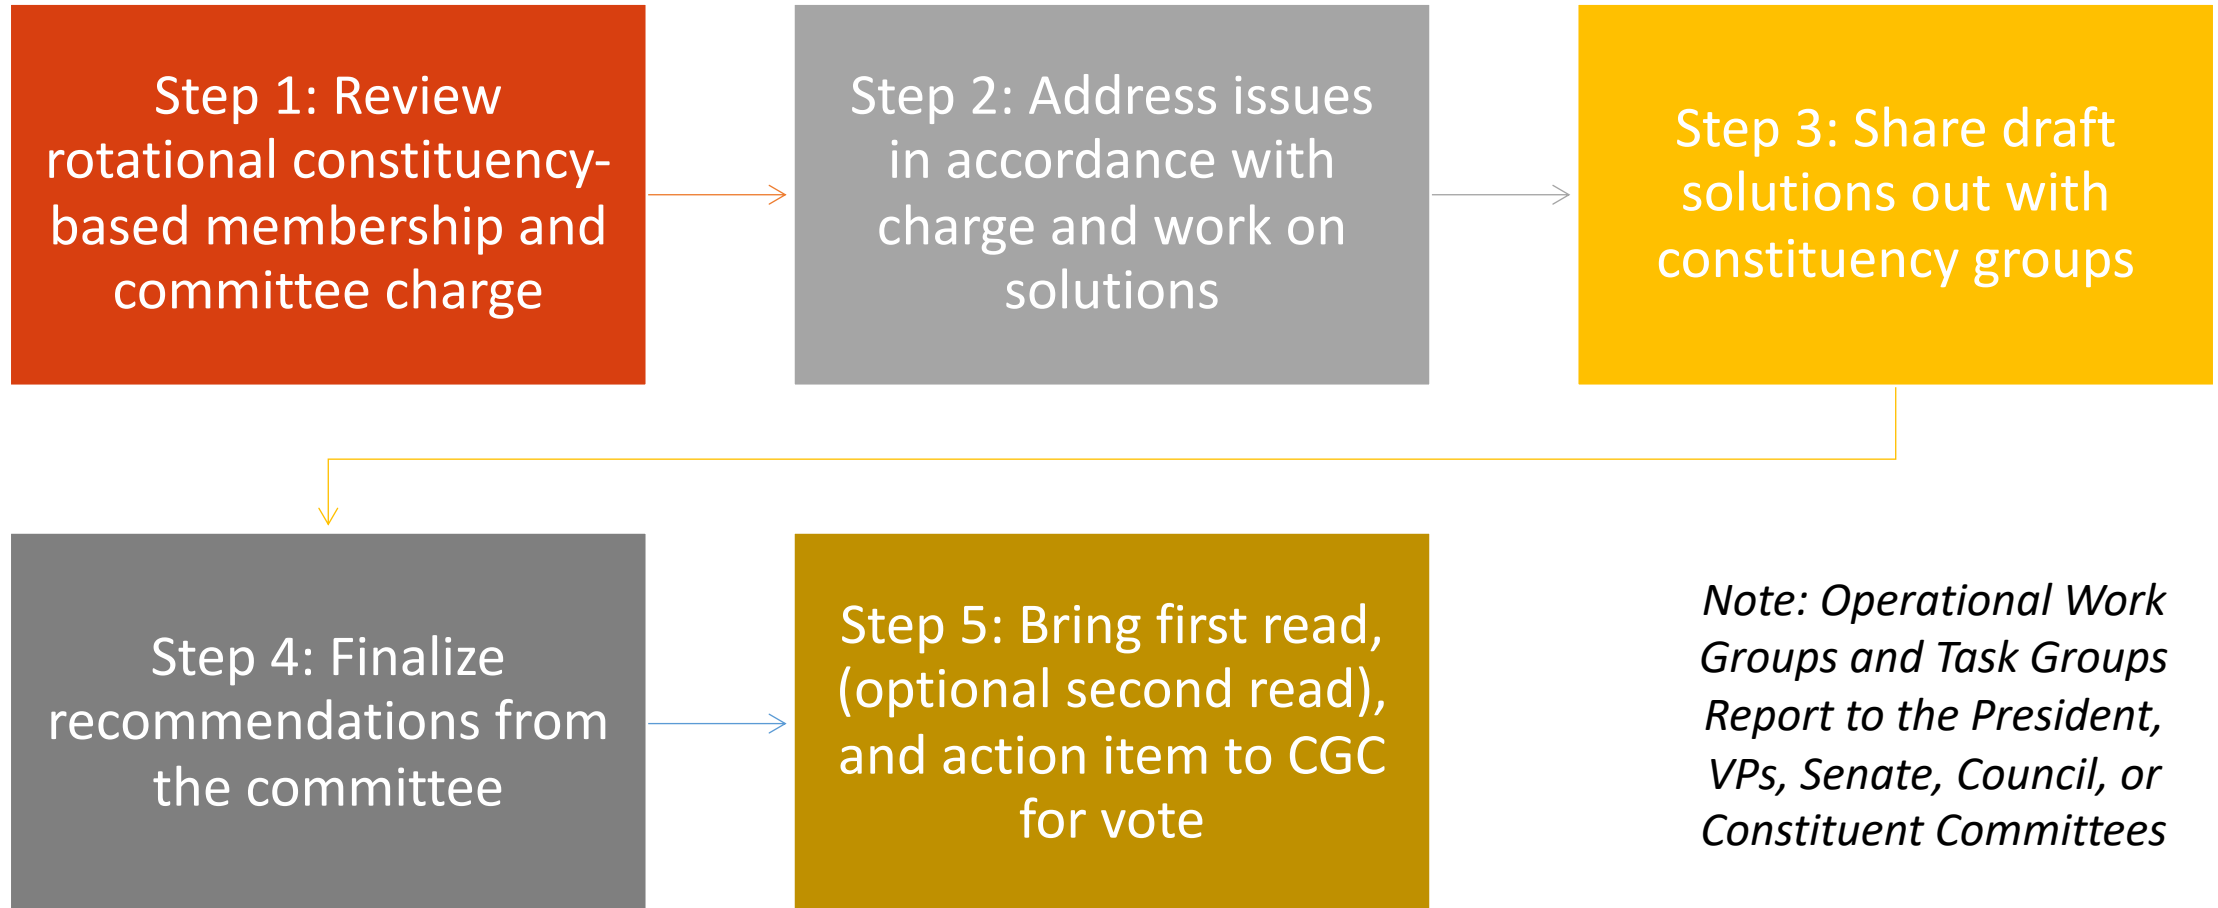 Step 1: Review
rotational constituency-
based membership and
committee charge
Step 2: Address issues
in accordance with
charge and work on
solutions
Step 3: Share draft
solutions out with
constituency groups
Step 4: Finalize
recommendations from
the committee
Step 5: Bring first read,
(optional second read),
and action item to CGC
for vote
Note: Operational Work
Groups and Task Groups
Report to the President,
VPs, Senate, Council, or
Constituent Committees